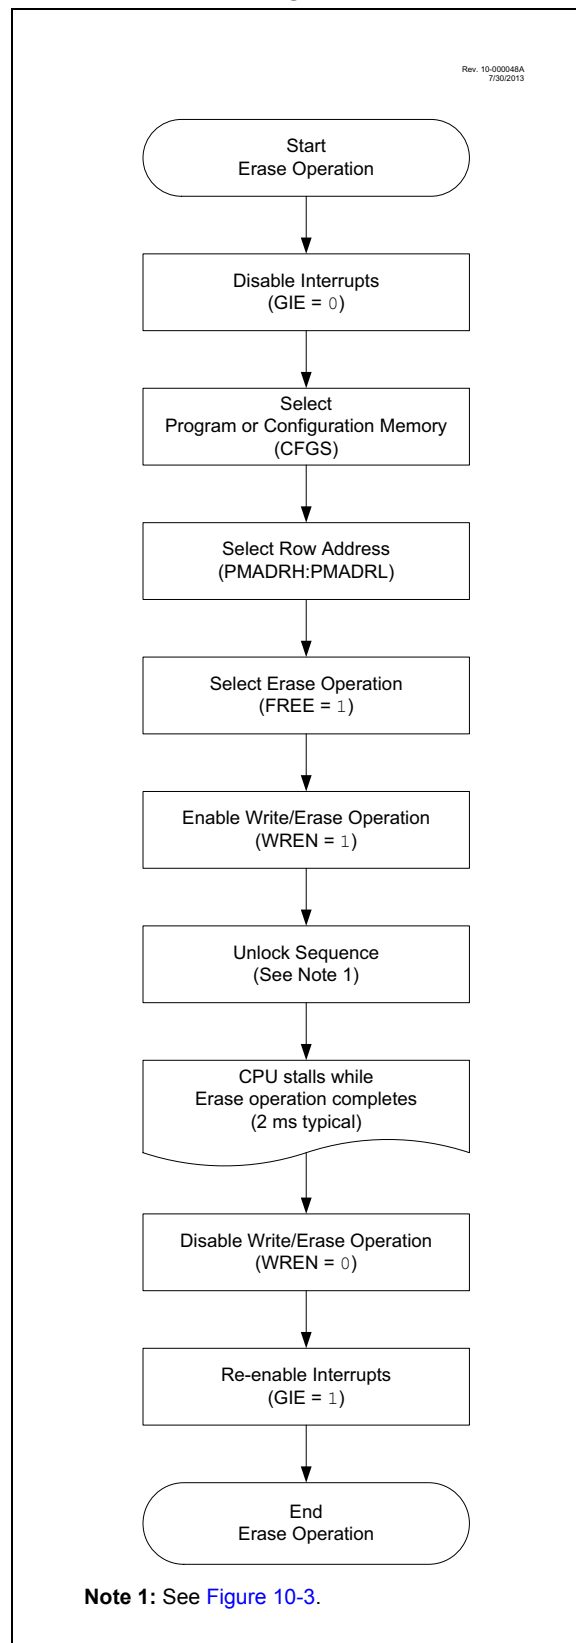 Rev. 10-000048A
7/30/2013
Start
Erase Operation
Disable Interrupts
(GIE = 0)
Select
Program or Configuration Memory
(CFGS)
Select Row Address
(PMADRH:PMADRL)
Select Erase Operation
(FREE = 1)
Enable Write/Erase Operation
(WREN = 1)
Unlock Sequence
(See Note 1)
CPU stalls while
Erase operation completes
(2 ms typical)
Disable Write/Erase Operation
(WREN = 0)
Re-enable Interrupts
(GIE = 1)
End
Erase Operation
Note 1: See Figure 10-3.